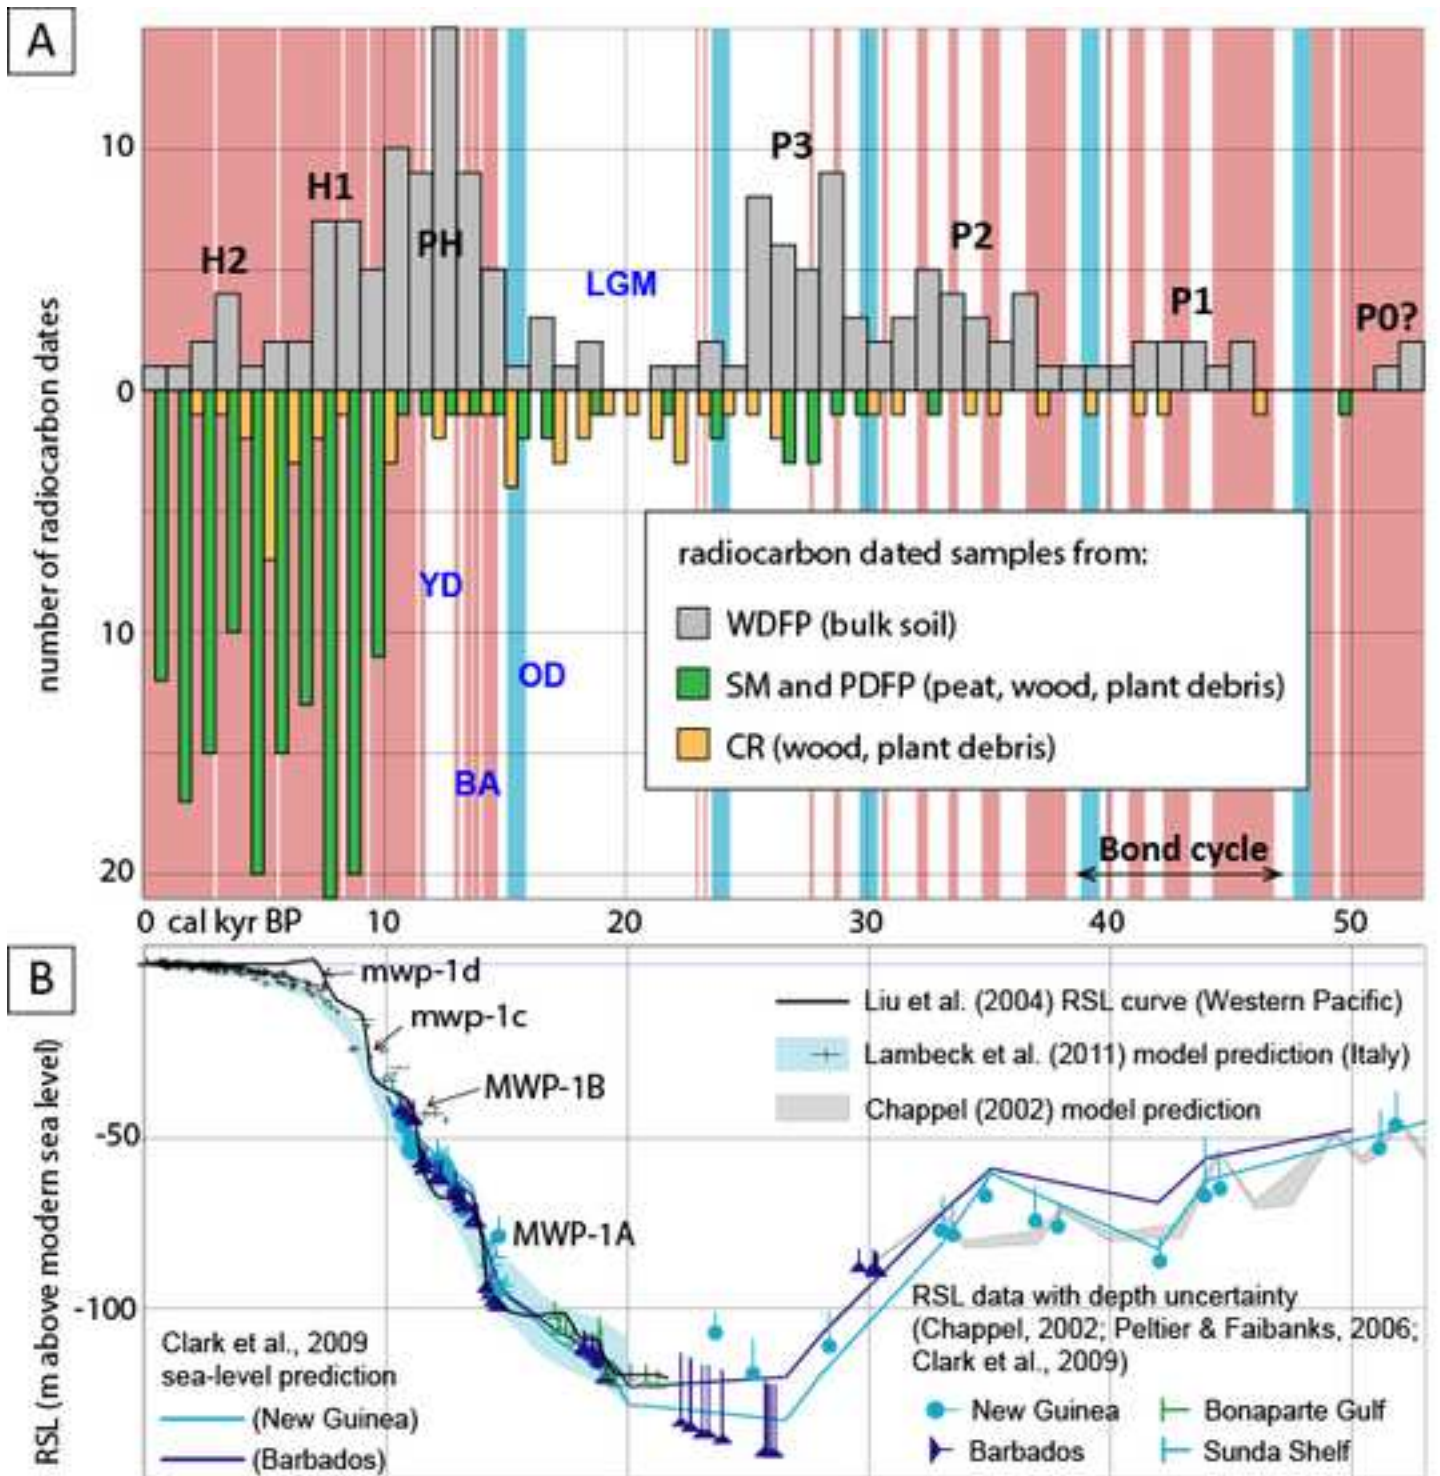 A
10
P3
H1
P2
H2
PH
LGM
P1
P0?
0
number of radiocarbon dates
radiocarbon dated samples from:
YD
WDFP (bulk soil)
10
OD
SM and PDFP (peat, wood, plant debris)
CR (wood, plant debris)
BA
Bond cycle
20
0 cal kyr BP 10 20 30 40 50
B
mwp-1d
Liu et al. (2004) RSL curve (Western Pacific)
mwp-1c
Lambeck et al. (2011) model prediction (Italy)
MWP-1B
Chappel (2002) model prediction
-50
RSL (m above modern sea level)
MWP-1A
-100
RSL data with depth uncertainty
(Chappel, 2002; Peltier & Faibanks, 2006;
Clark et al., 2009)
Clark et al., 2009
sea-level prediction
(New Guinea)
(Barbados)
New Guinea
Bonaparte Gulf
Barbados
Sunda Shelf